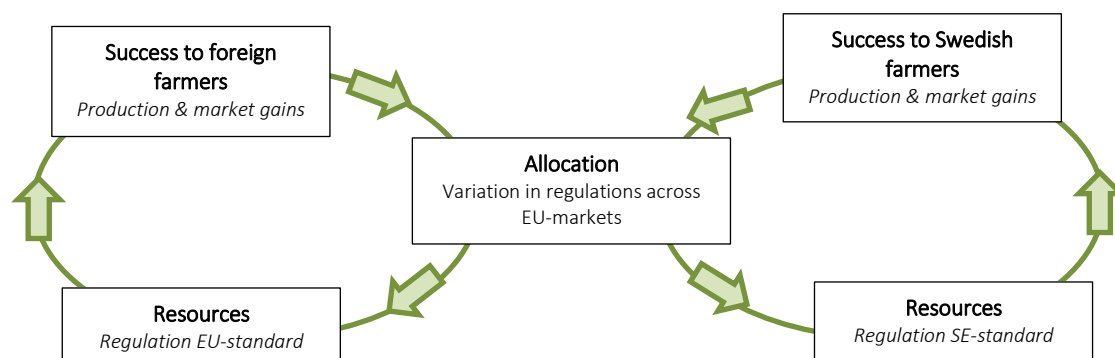 Success to foreign
farmers
Production & market gains
Success to Swedish
farmers
Production & market gains
Allocation
Variation in regulations across
EU-markets
Resources
Regulation EU-standard
Resources
Regulation SE-standard